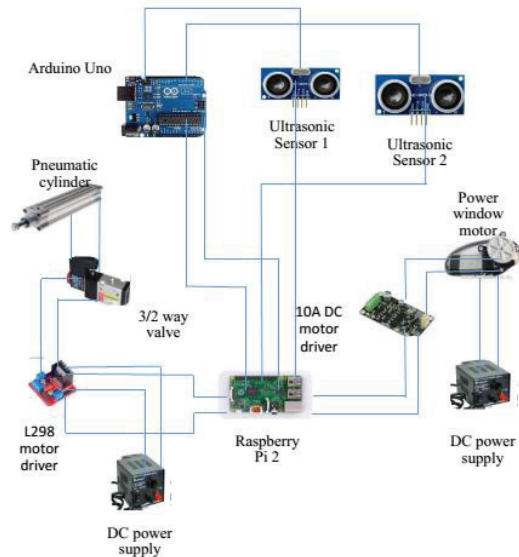 Arduino Uno
Ultrasonic
Sensor 1
Ultrasonic
Sensor 2
Pneumatic
cylinder
Power
window
motor
3/2 way
valve
10A DC
motor
driver
L298
motor
driver
Raspberry
Pi 2
DC power
supply
DC power
supply